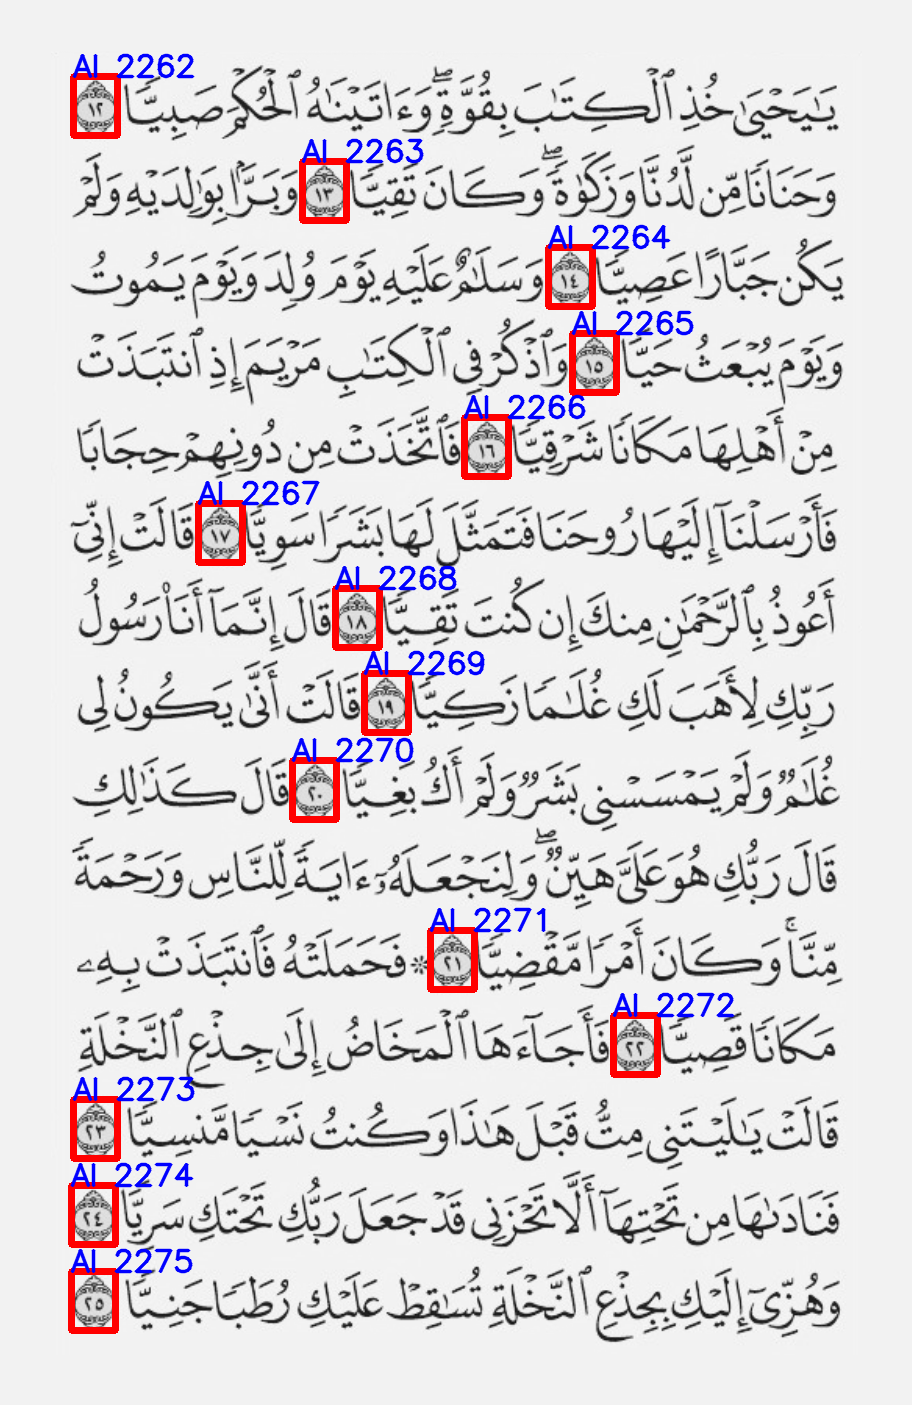 AI 2262
يَٰيَحْيَىٰ خُذِ ٱلْكِتَٰبَ بِقُوَّةٍۖ وَءَاتَيْنَٰهُ ٱلْحُكْمَ صَبِيًّا ١٢
AI 2263
وَحَنَانًا مِّن لَّدُنَّا وَزَكَوٰةًۖ وَكَانَ تَقِيًّا ١٣ وَبَرًّۢا بِوَٰلِدَيْهِ وَلَمْ
AI 2264
يَكُن جَبَّارًا عَصِيًّا ١٤ وَسَلَٰمٌ عَلَيْهِ يَوْمَ وُلِدَ وَيَوْمَ يَمُوتُ
AI 2265
وَيَوْمَ يُبْعَثُ حَيًّا ١٥ وَٱذْكُرْ فِى ٱلْكِتَٰبِ مَرْيَمَ إِذِ ٱنتَبَذَتْ
AI 2266
مِنْ أَهْلِهَا مَكَانًا شَرْقِيًّا ١٦ فَٱتَّخَذَتْ مِن دُونِهِمْ حِجَابًا
AI 2267
فَأَرْسَلْنَآ إِلَيْهَا رُوحَنَا فَتَمَثَّلَ لَهَا بَشَرًا سَوِيًّا ١٧ قَالَتْ إِنِّىٓ
AI 2268
أَعُوذُ بِٱلرَّحْمَٰنِ مِنكَ إِن كُنتَ تَقِيًّا ١٨ قَالَ إِنَّمَآ أَنَا۠ رَسُولُ
AI 2269
رَبِّكِ لِأَهَبَ لَكِ غُلَٰمًا زَكِيًّا ١٩ قَالَتْ أَنَّىٰ يَكُونُ لِى
AI 2270
غُلَٰمٌ وَلَمْ يَمْسَسْنِى بَشَرٌ وَلَمْ أَكُ بَغِيًّا ٢٠ قَالَ كَذَٰلِكِ
قَالَ رَبُّكِ هُوَ عَلَىَّ هَيِّنٌۖ وَلِنَجْعَلَهُۥٓ ءَايَةً لِّلنَّاسِ وَرَحْمَةً
AI 2271
مِّنَّاۚ وَكَانَ أَمْرًا مَّقْضِيًّا ٢١ ۞ فَحَمَلَتْهُ فَٱنتَبَذَتْ بِهِۦ
AI 2272
مَكَانًا قَصِيًّا ٢٢ فَأَجَآءَهَا ٱلْمَخَاضُ إِلَىٰ جِذْعِ ٱلنَّخْلَةِ
AI 2273
قَالَتْ يَٰلَيْتَنِى مِتُّ قَبْلَ هَٰذَا وَكُنتُ نَسْيًا مَّنسِيًّا ٢٣
AI 2274
فَنَادَىٰهَا مِن تَحْتِهَآ أَلَّا تَحْزَنِى قَدْ جَعَلَ رَبُّكِ تَحْتَكِ سَرِيًّا ٢٤
AI 2275
وَهُزِّىٓ إِلَيْكِ بِجِذْعِ ٱلنَّخْلَةِ تُسَٰقِطْ عَلَيْكِ رُطَبًا جَنِيًّا ٢٥